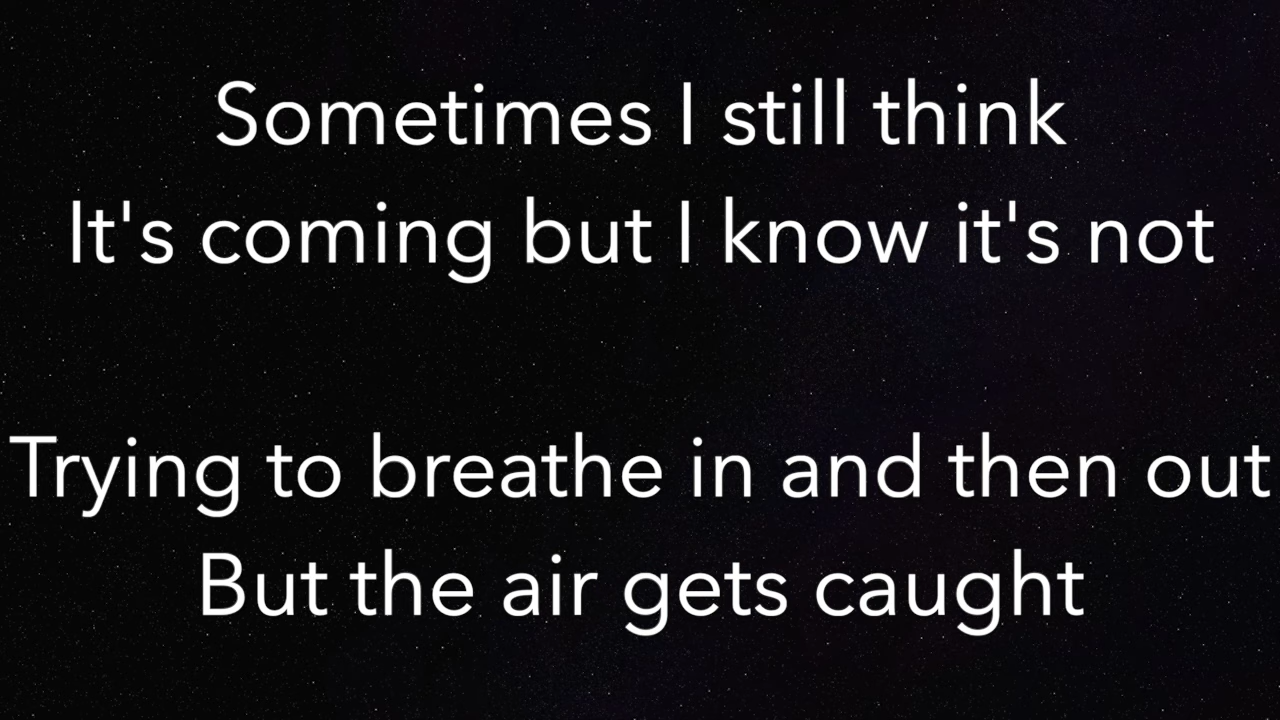 Sometimes I still think
It's coming but I know it's not
Trying to breathe in and then out
But the air gets caught